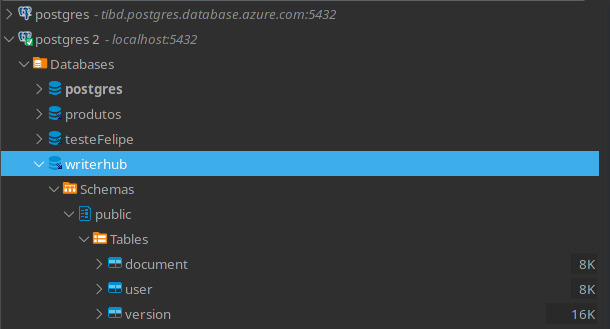 postgres - tibd.postgres.database.azure.com:5432
postgres 2 - localhost:5432
Databases
postgres
produtos
testeFelipe
writerhub
Schemas
public
Tables
document 8K
user 8K
version 16K